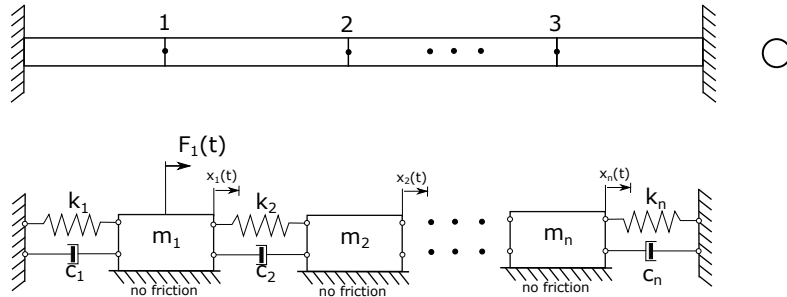 1 2 3
F₁(t)
x₁(t) x₂(t) xₙ(t)
k₁ k₂ kₙ
m₁ m₂ mₙ
c₁ c₂ cₙ
no friction no friction no friction